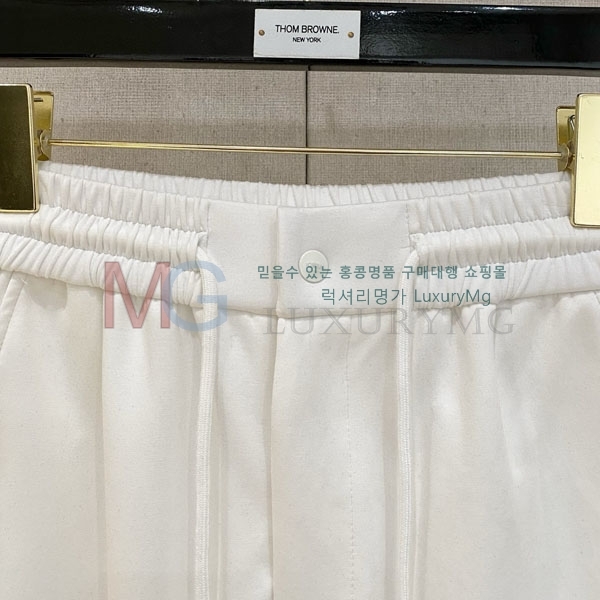 THOM BROWNE.
NEW YORK
믿을수 있는 홍콩명품 구매대행 쇼핑몰
럭셔리명가 LuxuryMg
MG LUXURYMG